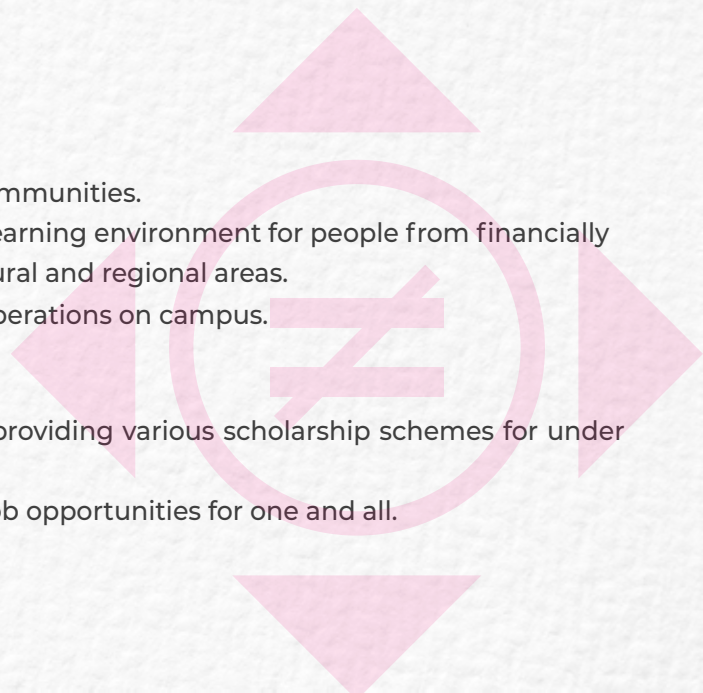 mmunities.
earning environment for people from financially
ural and regional areas.
perations on campus.
providing various scholarship schemes for under
ob opportunities for one and all.